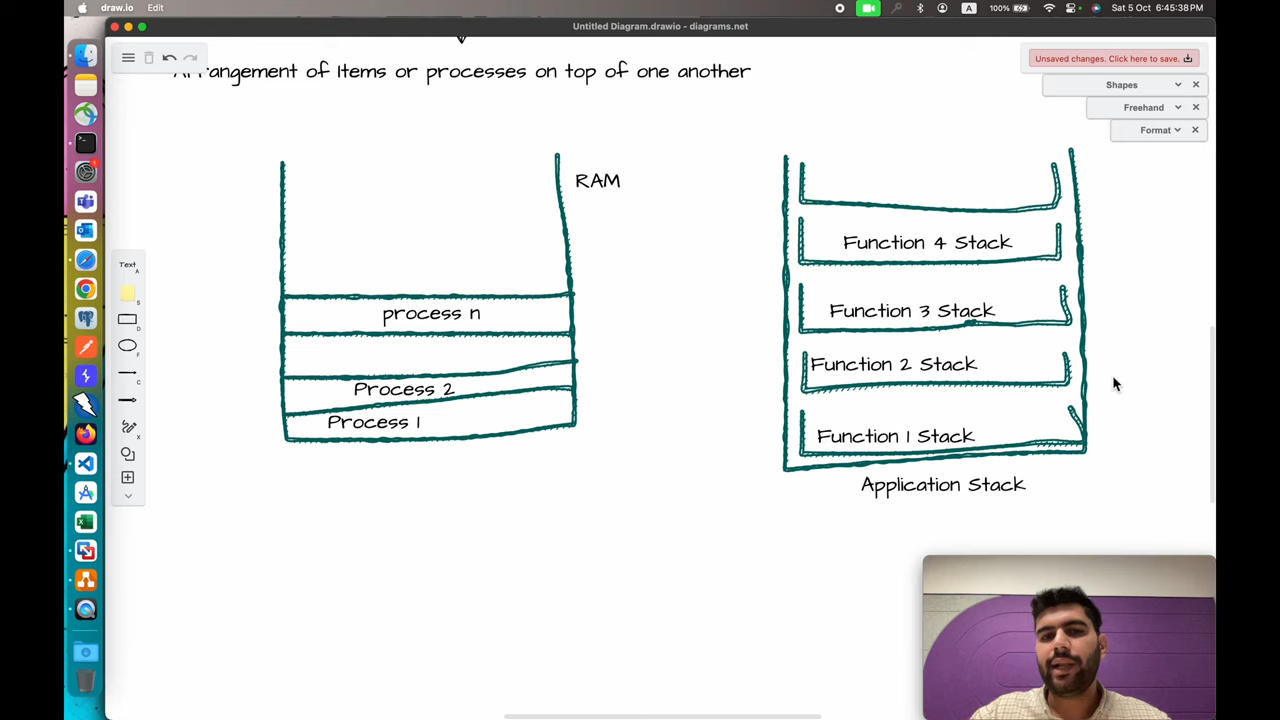 draw.io Edit
100% A Sat 5 Oct 6:45:38 PM
Untitled Diagram.drawio - diagrams.net
Unsaved changes. Click here to save.
Arrangement of Items or processes on top of one another
Shapes
Freehand
Format
RAM
process n
Process 2
Process 1
Function 4 Stack
Function 3 Stack
Function 2 Stack
Function 1 Stack
Application Stack
Text